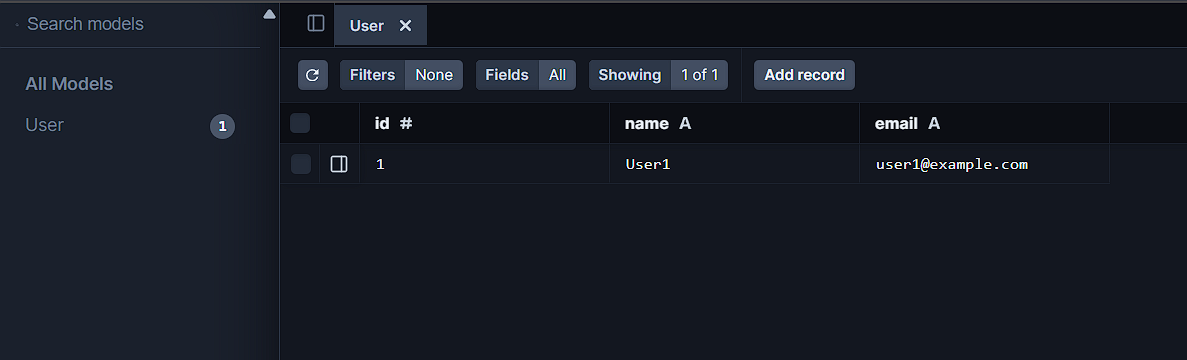 Search models
All Models
User 1
User
Filters None Fields All Showing 1 of 1 Add record
id # name A email A
1 User1 user1@example.com